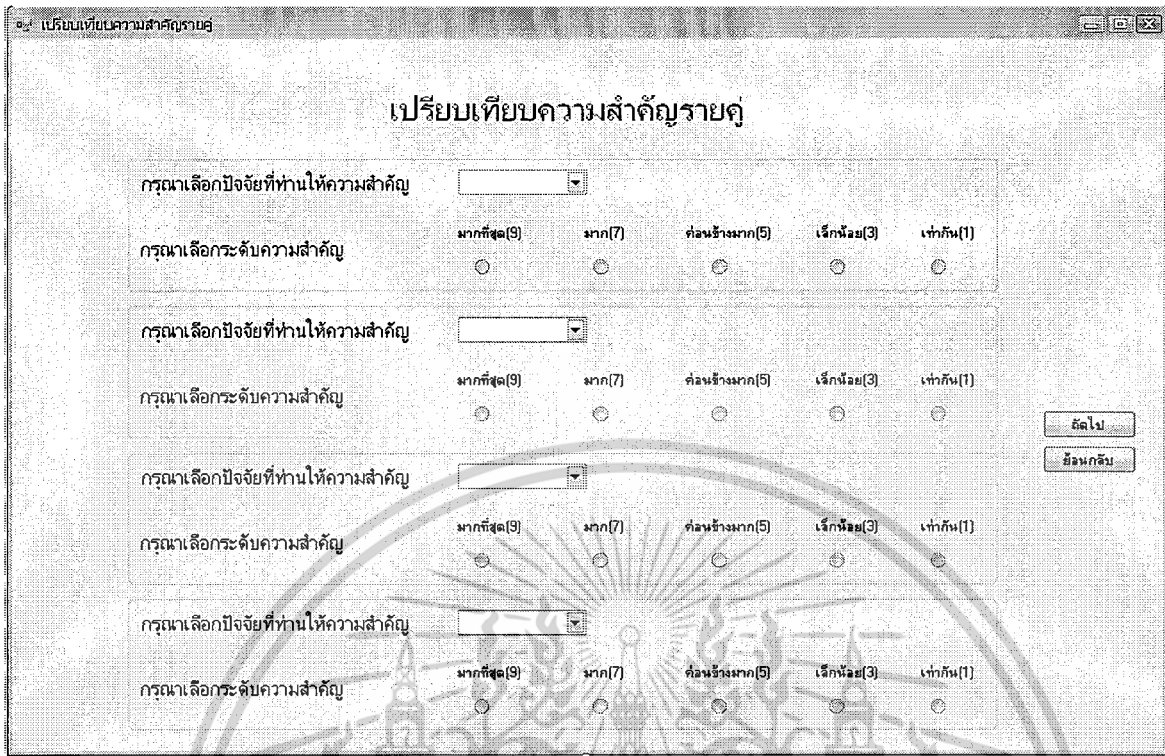 เปรียบเทียบความสำคัญรายคู่
เปรียบเทียบความสำคัญรายคู่
กรุณาเลือกปัจจัยที่ท่านให้ความสำคัญ
มากที่สุด(9) มาก(7) ค่อนข้างมาก(5) เล็กน้อย(3) เท่ากัน(1)
กรุณาเลือกระดับความสำคัญ
กรุณาเลือกปัจจัยที่ท่านให้ความสำคัญ
มากที่สุด(9) มาก(7) ค่อนข้างมาก(5) เล็กน้อย(3) เท่ากัน(1)
กรุณาเลือกระดับความสำคัญ
ถัดไป
ย้อนกลับ
กรุณาเลือกปัจจัยที่ท่านให้ความสำคัญ
มากที่สุด(9) มาก(7) ค่อนข้างมาก(5) เล็กน้อย(3) เท่ากัน(1)
กรุณาเลือกระดับความสำคัญ
กรุณาเลือกปัจจัยที่ท่านให้ความสำคัญ
มากที่สุด(9) มาก(7) ค่อนข้างมาก(5) เล็กน้อย(3) เท่ากัน(1)
กรุณาเลือกระดับความสำคัญ